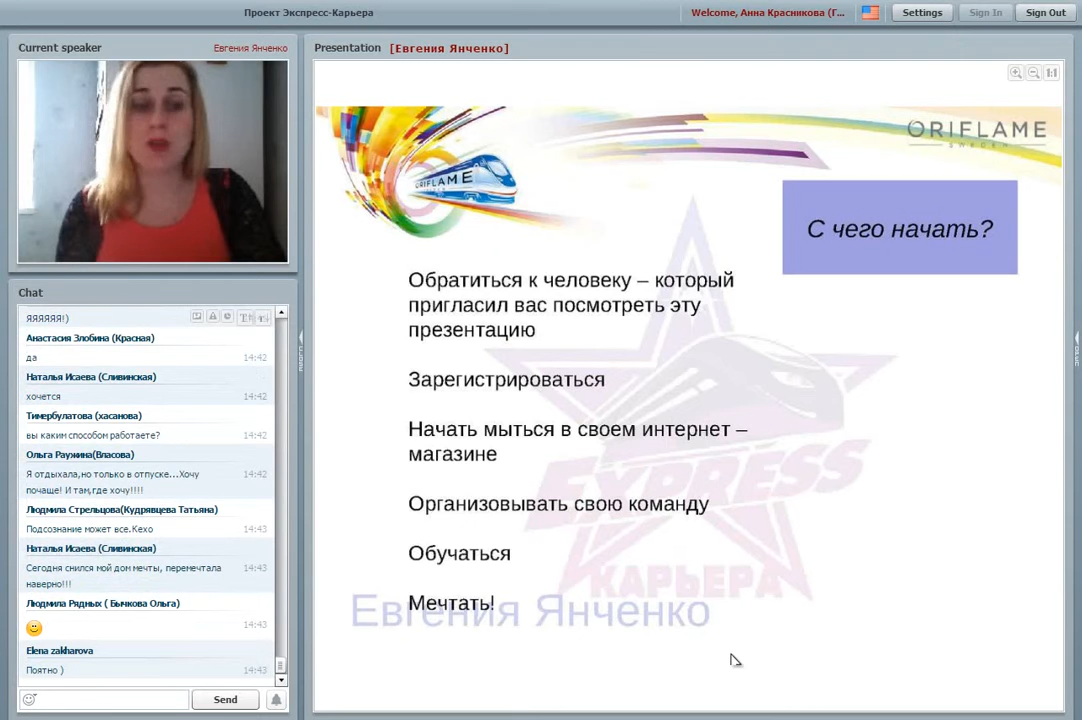 Проект Экспресс-Карьера
Welcome, Анна Краснякова (Г...
Settings
Sign In
Sign Out
Current speaker
Евгения Янченко
Presentation [Евгения Янченко]
1:1
ORIFLAME
SWEDEN
ORIFLAME
С чего начать?
Обратиться к человеку – который
пригласил вас посмотреть эту
презентацию
Зарегистрироваться
Начать мыться в своем интернет –
магазине
Организовывать свою команду
Обучаться
Мечтать!
EXPRESS
КАРЬЕРА
Евгения Янченко
Chat
ЯЯЯЯЯЯ!)
Анастасия Злобина (Красная)
да 14:42
Наталья Исаева (Сливинская)
хочется 14:42
Тимербулатова (хасанова)
вы каким способом работаете? 14:42
Ольга Раужина(Власова)
Я отдыхала,но только в отпуске...Хочу 14:42
почаще! И там,где хочу!!!!
Людмила Стрельцова(Кудрявцева Татьяна)
Подсознание может все.Кехо 14:43
Наталья Исаева (Сливинская)
Сегодня снился мой дом мечты, перемечтала 14:43
наверно!!!
Людмила Рядных ( Бычкова Ольга)
14:43
Elena zakharova
Поятно ) 14:43
Send